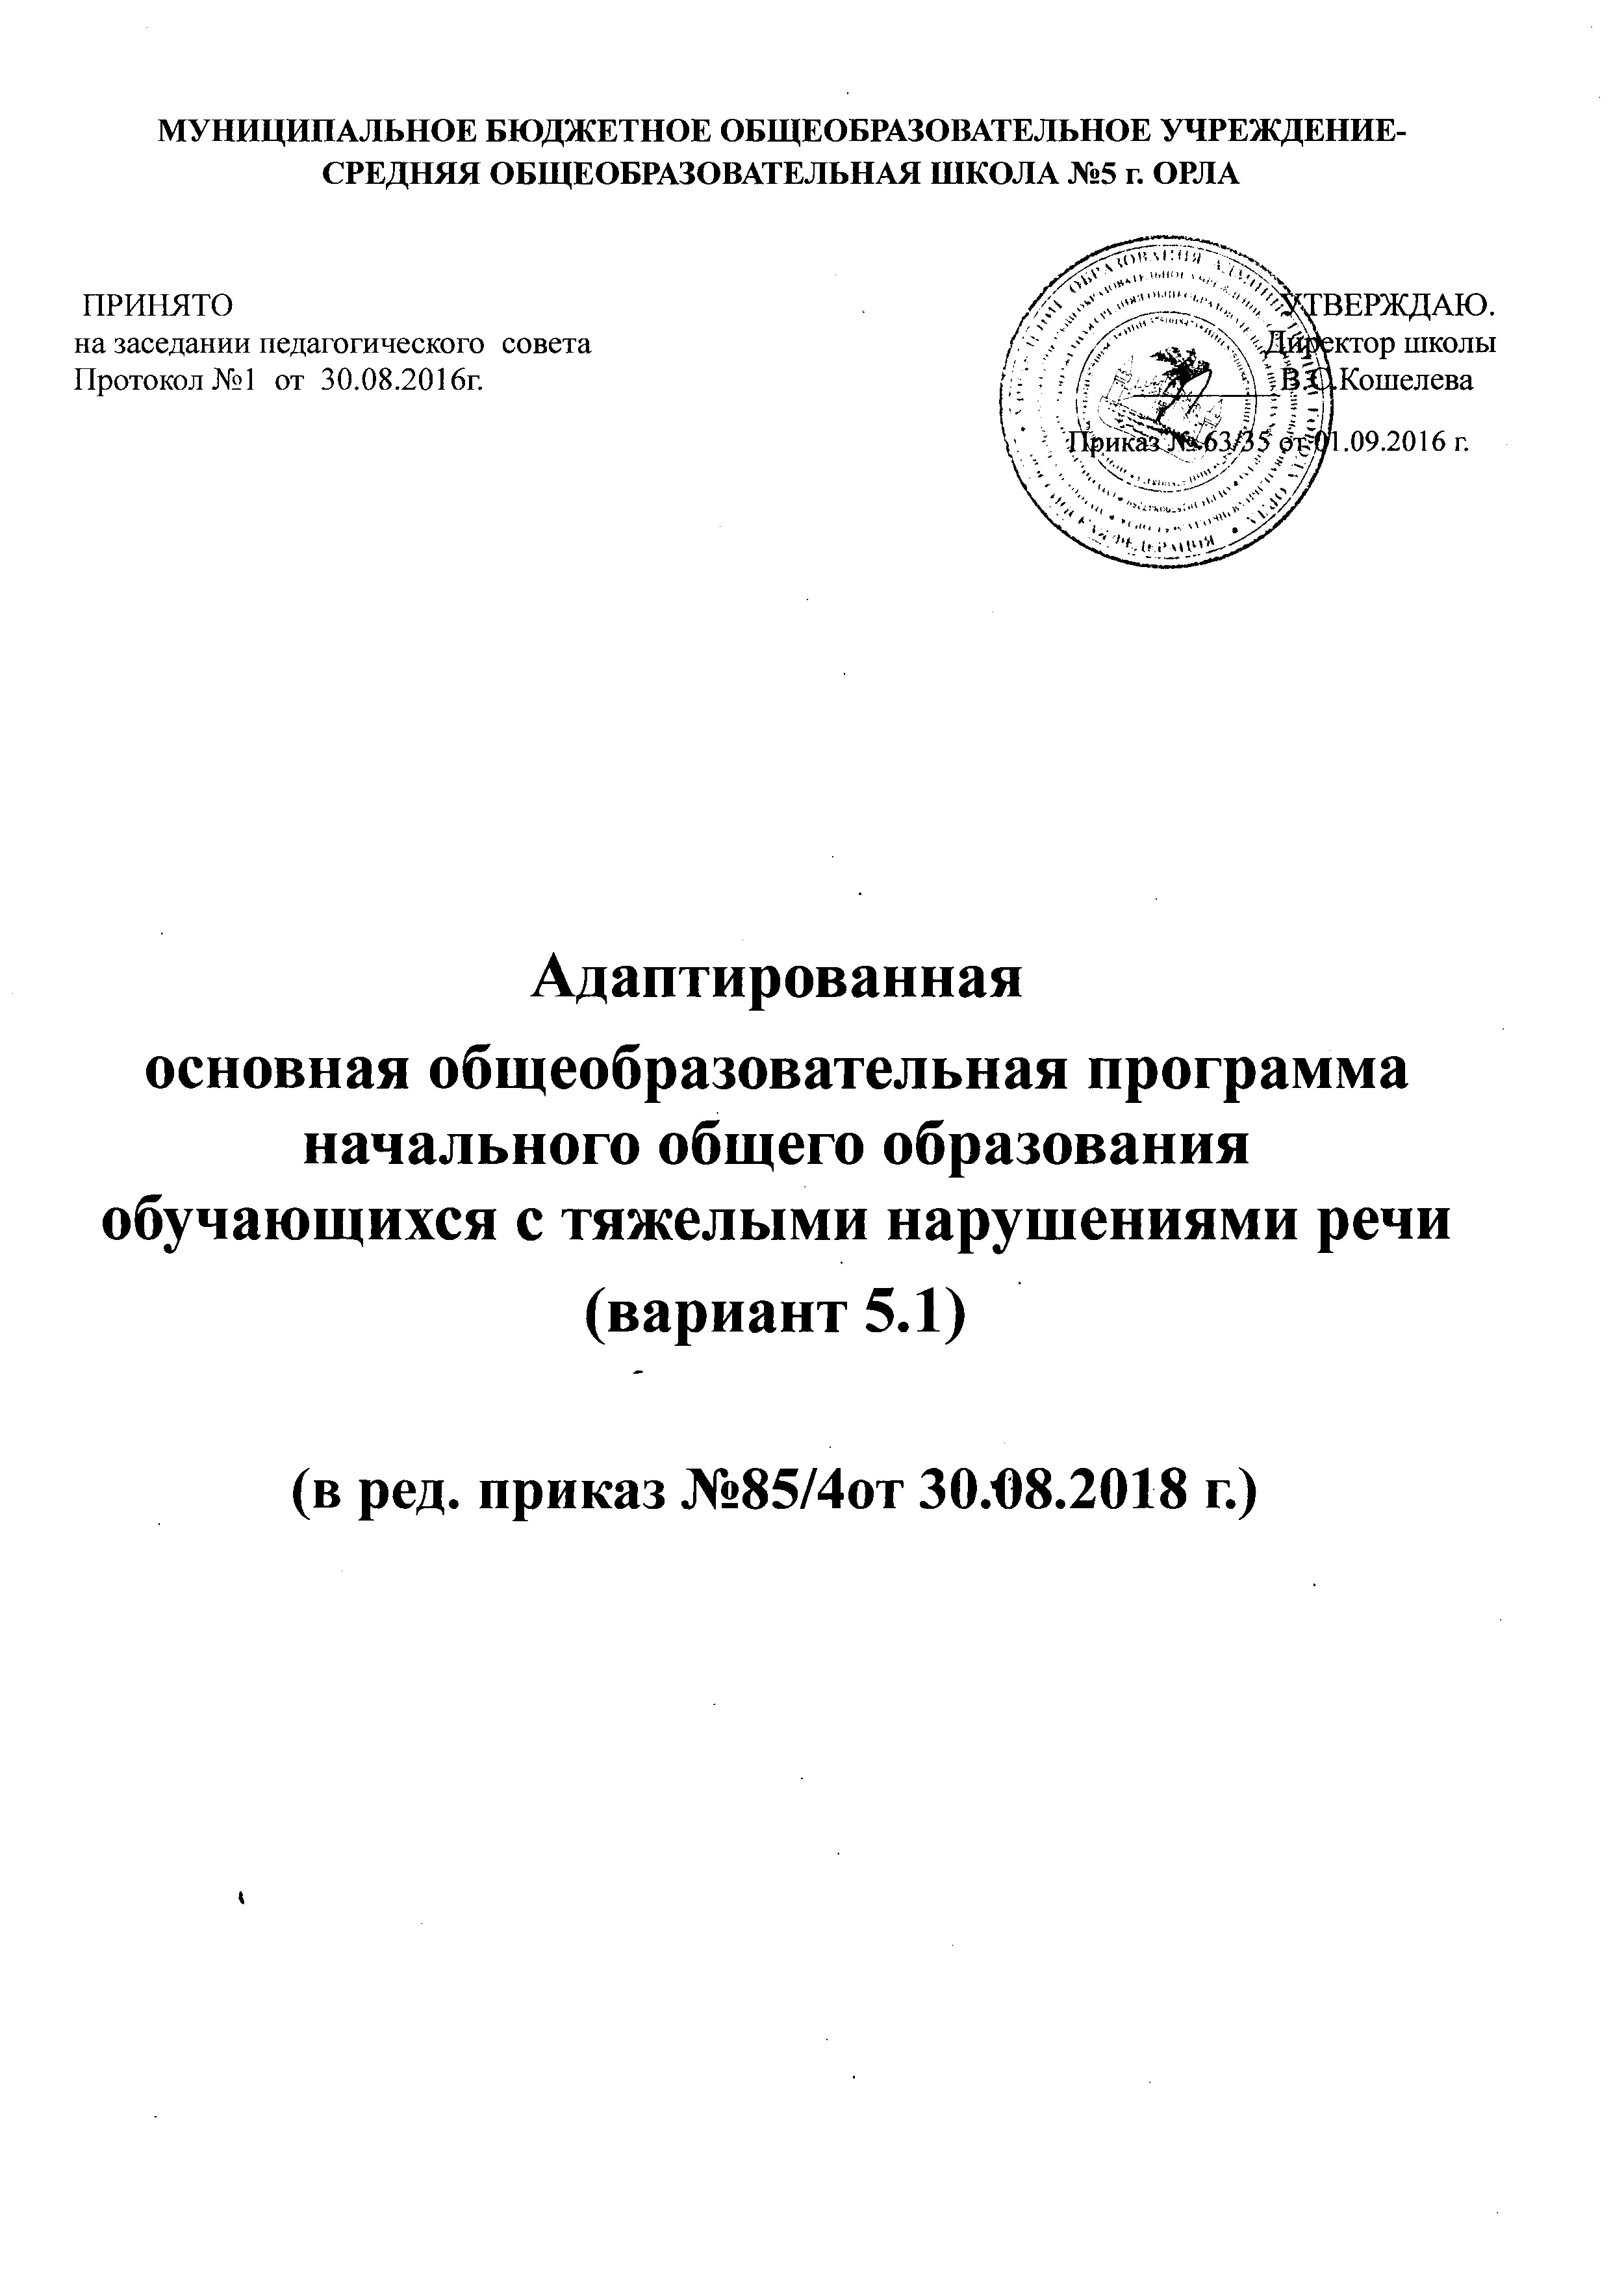 МУНИЦИПАЛЬНОЕ БЮДЖЕТНОЕ ОБЩЕОБРАЗОВАТЕЛЬНОЕ УЧРЕЖДЕНИЕ-
СРЕДНЯЯ ОБЩЕОБРАЗОВАТЕЛЬНАЯ ШКОЛА №5 г. ОРЛА
ПРИНЯТО
на заседании педагогического совета
Протокол №1 от 30.08.2016г.
УТВЕРЖДАЮ.
Директор школы
В.С.Кошелева
Приказ № 63/35 от 01.09.2016 г.
Адаптированная
основная общеобразовательная программа
начального общего образования
обучающихся с тяжелыми нарушениями речи
(вариант 5.1)
(в ред. приказ №85/4от 30.08.2018 г.)